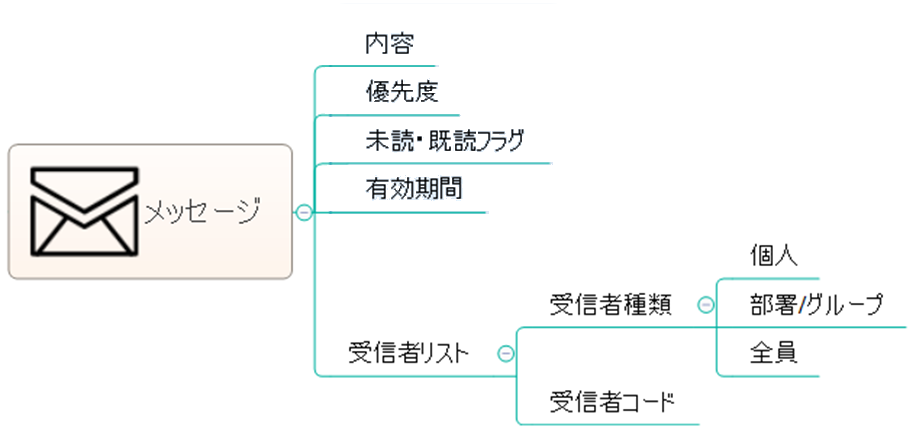 メッセージ
内容
優先度
未読・既読フラグ
有効期間
受信者リスト
受信者種類
個人
部署/グループ
全員
受信者コード